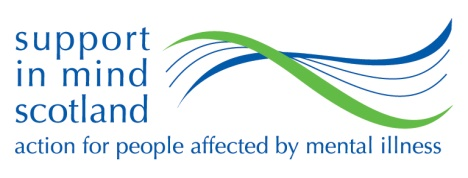 support
in mind
scotland
action for people affected by mental illness